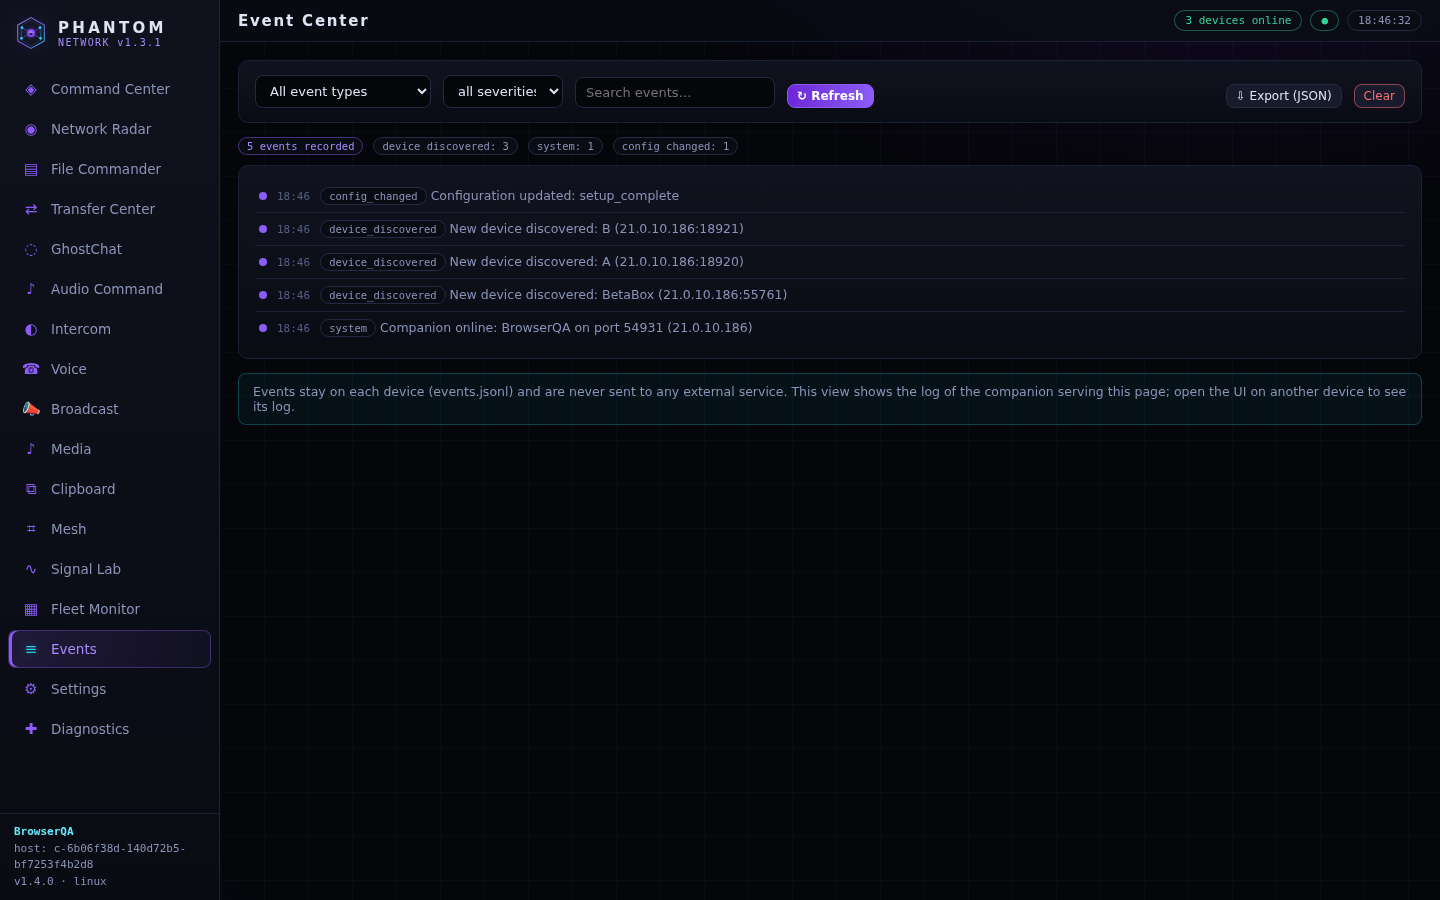 PHANTOM
NETWORK v1.3.1
Command Center
Network Radar
File Commander
Transfer Center
GhostChat
Audio Command
Intercom
Voice
Broadcast
Media
Clipboard
Mesh
Signal Lab
Fleet Monitor
Events
Settings
Diagnostics
BrowserQA
host: c-6b06f38d-140d72b5-
bf7253f4b2d8
v1.4.0 · linux
Event Center
3 devices online
18:46:32
All event types
all severities
Search events...
↻ Refresh
⇩ Export (JSON)
Clear
5 events recorded
device discovered: 3
system: 1
config changed: 1
18:46 config_changed Configuration updated: setup_complete
18:46 device_discovered New device discovered: B (21.0.10.186:18921)
18:46 device_discovered New device discovered: A (21.0.10.186:18920)
18:46 device_discovered New device discovered: BetaBox (21.0.10.186:55761)
18:46 system Companion online: BrowserQA on port 54931 (21.0.10.186)
Events stay on each device (events.jsonl) and are never sent to any external service. This view shows the log of the companion serving this page; open the UI on another device to see
its log.